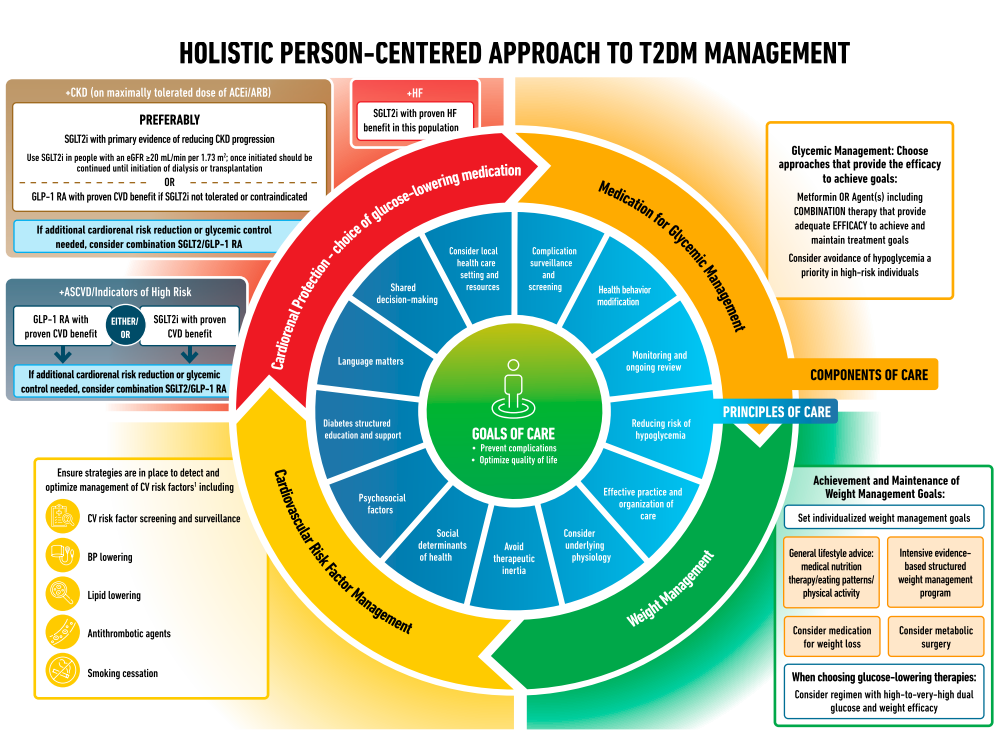 HOLISTIC PERSON-CENTERED APPROACH TO T2DM MANAGEMENT
+CKD (on maximally tolerated dose of ACEi/ARB)
PREFERABLY
SGLT2i with primary evidence of reducing CKD progression
Use SGLT2i in people with an eGFR ≥20 mL/min per 1.73 m²; once initiated should be
continued until initiation of dialysis or transplantation
OR
GLP-1 RA with proven CVD benefit if SGLT2i not tolerated or contraindicated
If additional cardiorenal risk reduction or glycemic control
needed, consider combination SGLT2/GLP-1 RA
+HF
SGLT2i with proven HF
benefit in this population
+ASCVD/Indicators of High Risk
GLP-1 RA with
proven CVD benefit
EITHER/
OR
SGLT2i with proven
CVD benefit
If additional cardiorenal risk reduction or glycemic
control needed, consider combination SGLT2/GLP-1 RA
Cardiorenal Protection - choice of glucose-lowering medication
Medication for Glycemic Management
Glycemic Management: Choose
approaches that provide the efficacy
to achieve goals:
Metformin OR Agent(s) including
COMBINATION therapy that provide
adequate EFFICACY to achieve and
maintain treatment goals
Consider avoidance of hypoglycemia a
priority in high-risk individuals
COMPONENTS OF CARE
PRINCIPLES OF CARE
Consider local
health care
setting and
resources
Complication
surveillance
and
screening
Health behavior
modification
Monitoring and
ongoing review
Reducing risk of
hypoglycemia
Effective practice and
organization of
care
Consider
underlying
physiology
Avoid
therapeutic
inertia
Social
determinants
of health
Psychosocial
factors
Diabetes structured
education and support
Language matters
Shared
decision-making
GOALS OF CARE
• Prevent complications
• Optimize quality of life
Cardiovascular Risk Factor Management
Weight Management
Ensure strategies are in place to detect and
optimize management of CV risk factors¹ including
CV risk factor screening and surveillance
BP lowering
Lipid lowering
Antithrombotic agents
Smoking cessation
Achievement and Maintenance of
Weight Management Goals:
Set individualized weight management goals
General lifestyle advice:
medical nutrition
therapy/eating patterns/
physical activity
Intensive evidence-
based structured
weight management
program
Consider medication
for weight loss
Consider metabolic
surgery
When choosing glucose-lowering therapies:
Consider regimen with high-to-very-high dual
glucose and weight efficacy